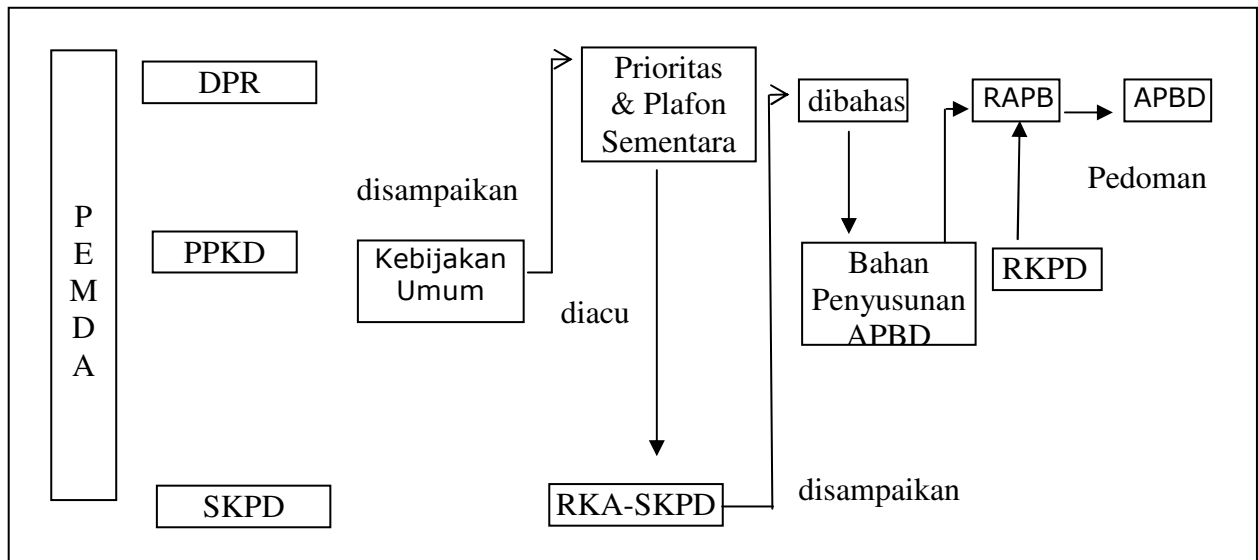 P
E
M
D
A
DPR
PPKD
SKPD
disampaikan
Kebijakan
Umum
Prioritas
& Plafon
Sementara
diacu
RKA-SKPD
disampaikan
dibahas
Bahan
Penyusunan
APBD
RAPB
APBD
Pedoman
RKPD